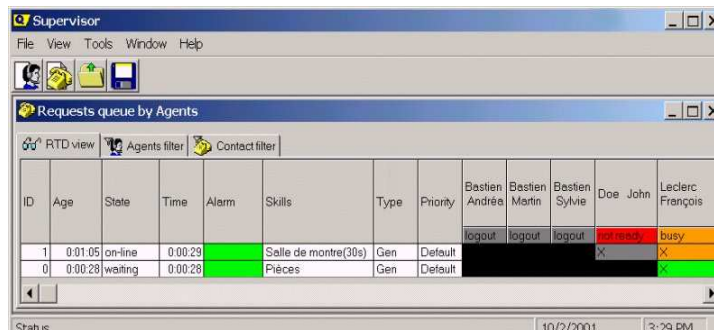 Supervisor
File View Tools Window Help
Requests queue by Agents
RTD view Agents filter Contact filter
ID Age State Time Alarm Skills Type Priority Bastien Andréa Bastien Martin Bastien Sylvie Doe John Leclerc François
logout logout logout not ready busy
1 0:01:05 on-line 0:00:29 Salle de montre(30s) Gen Default X X
0 0:00:28 waiting 0:00:28 Pièces Gen Default X
Status 10/2/2001 3:29 PM